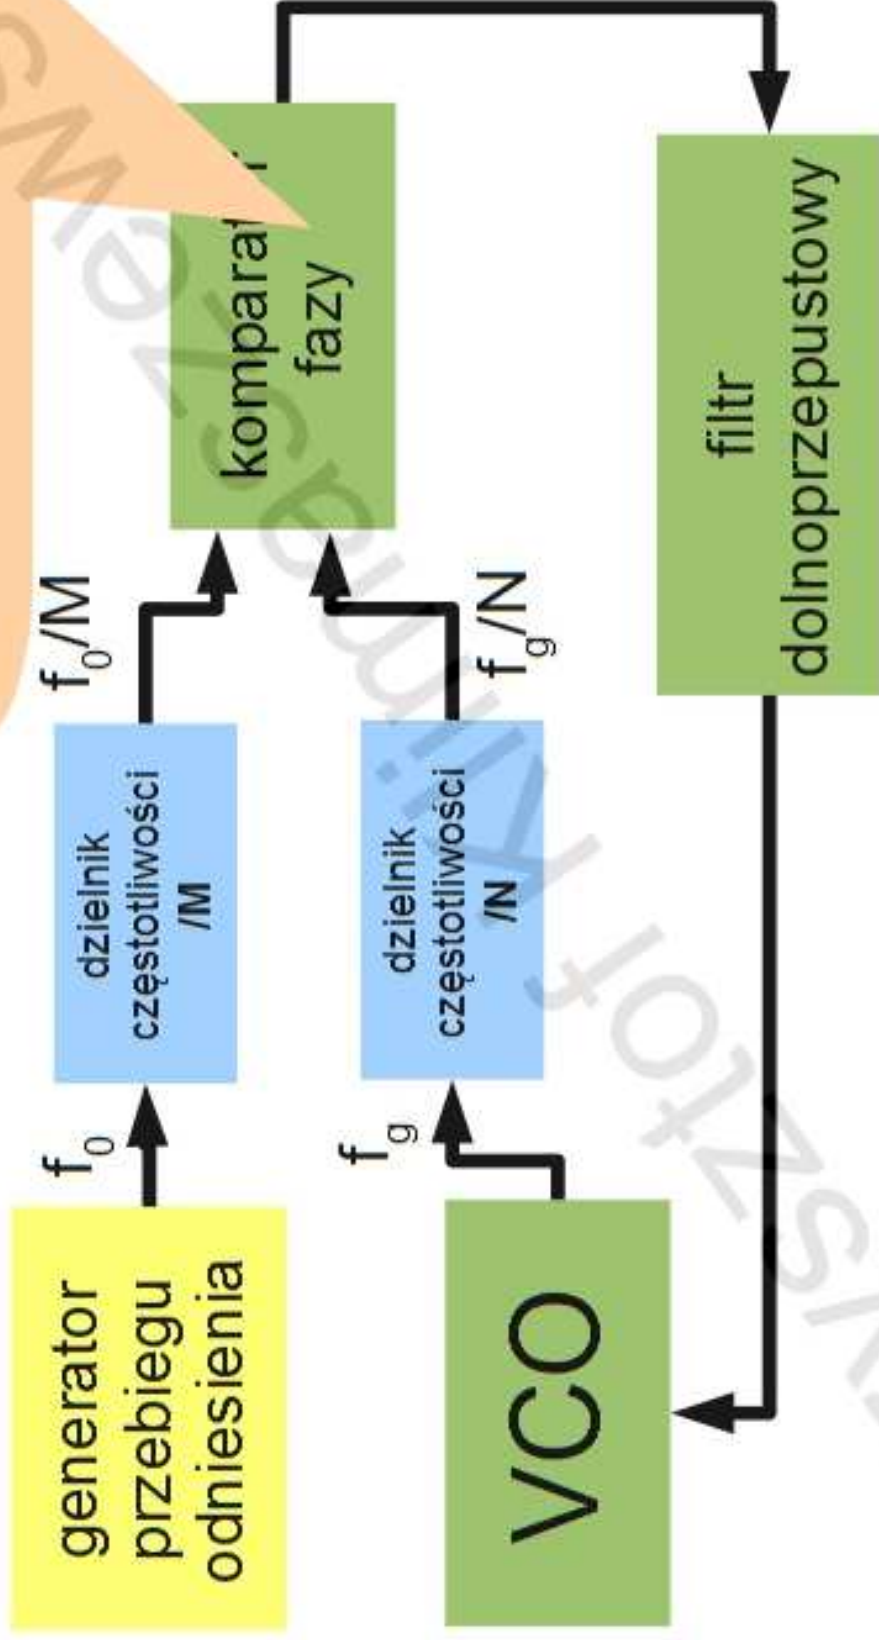 generator
przebiegu
odniesienia
f0
dzielnik
częstotliwości
/M
f0/M
fazy
VCO
fg
dzielnik
częstotliwości
/N
fg/N
filtr
dolnoprzepustowy